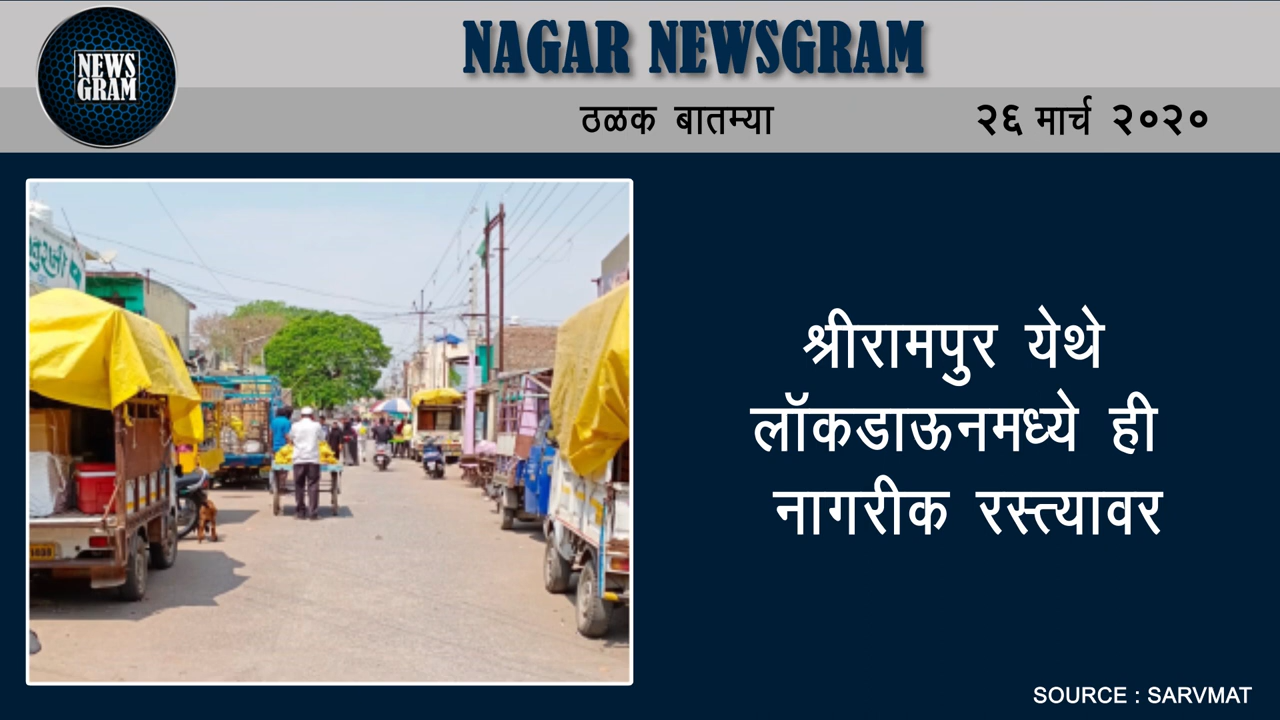 NEWS
GRAM
NAGAR NEWSGRAM
ठळक बातम्या
२६ मार्च २०२०
श्रीरामपुर येथे
लॉकडाऊनमध्ये ही
नागरीक रस्त्यावर
SOURCE : SARVMAT